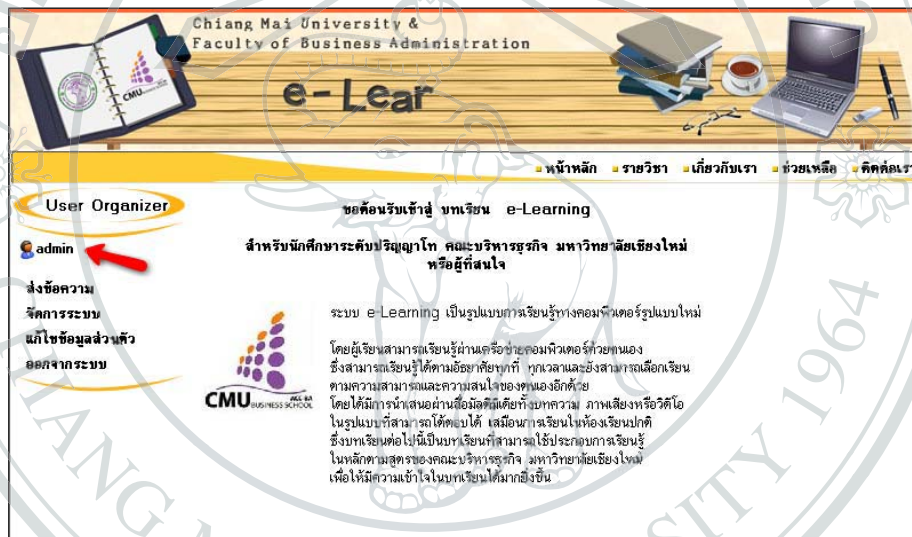 Chiang Mai University &
Faculty of Business Administration
e-Lear
CMU
หน้าหลัก รายวิชา เกี่ยวกับเรา ช่วยเหลือ ติดต่อเร
User Organizer
admin
ส่งข้อความ
จัดการระบบ
แก้ไขข้อมูลส่วนตัว
ออกจากระบบ
ขอต้อนรับเข้าสู่ บทเรียน e-Learning
สำหรับนักศึกษาระดับปริญญาโท คณะบริหารธุรกิจ มหาวิทยาลัยเชียงใหม่
หรือผู้ที่สนใจ
ระบบ e-Learning เป็นรูปแบบการเรียนรู้ทางคอมพิวเตอร์รูปแบบใหม่
โดยผู้เรียนสามารถเรียนรู้ผ่านเครือข่ายคอมพิวเตอร์ด้วยตนเอง
ซึ่งสามารถเรียนรู้ได้ตามอัธยาศัยทุกที่ ทุกเวลาและยังสามารถเลือกเรียน
ตามความสามารถและความสนใจของตนเองอีกด้วย
โดยได้มีการนำเสนอผ่านสื่อมัลติมีเดียทั้งบทความ ภาพเสียงหรือวิดีโอ
ในรูปแบบที่สามารถโต้ตอบได้ เสมือนการเรียนในห้องเรียนปกติ
ซึ่งบทเรียนต่อไปนี้เป็นบทเรียนที่สามารถใช้ประกอบการเรียนรู้
ในหลักตามสูตรของคณะบริหารธุรกิจ มหาวิทยาลัยเชียงใหม่
เพื่อให้มีความเข้าใจในบทเรียนได้มากยิ่งขึ้น
ACC-BA
CMU BUSINESS SCHOOL
1964